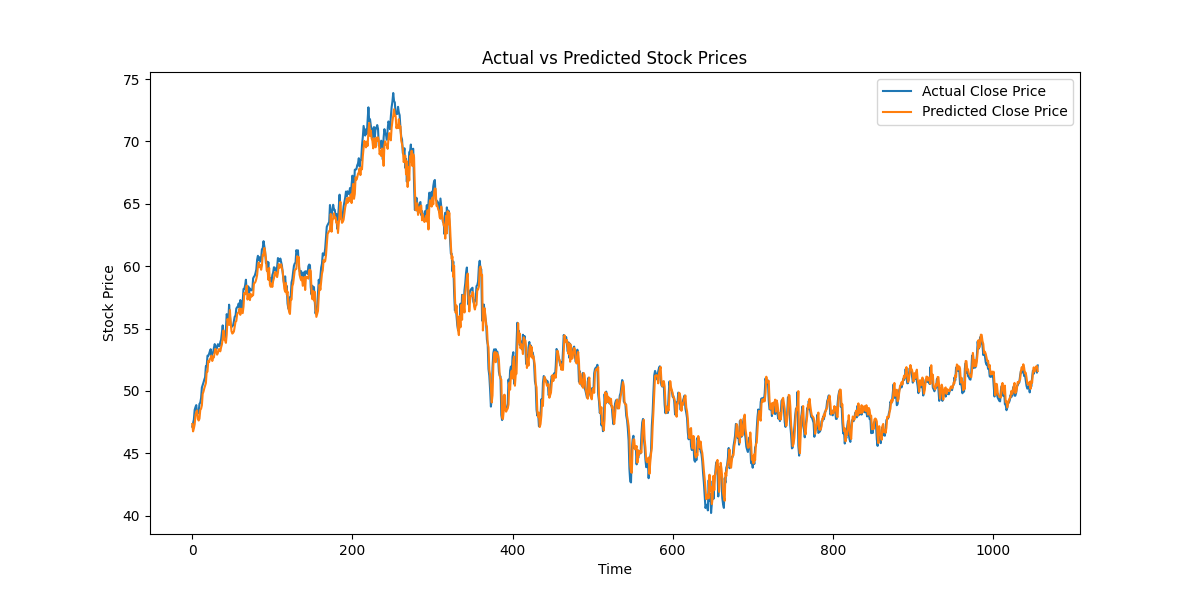 Actual vs Predicted Stock Prices
Actual Close Price
Predicted Close Price
75
70
65
60
55
50
45
40
Stock Price
0 200 400 600 800 1000
Time